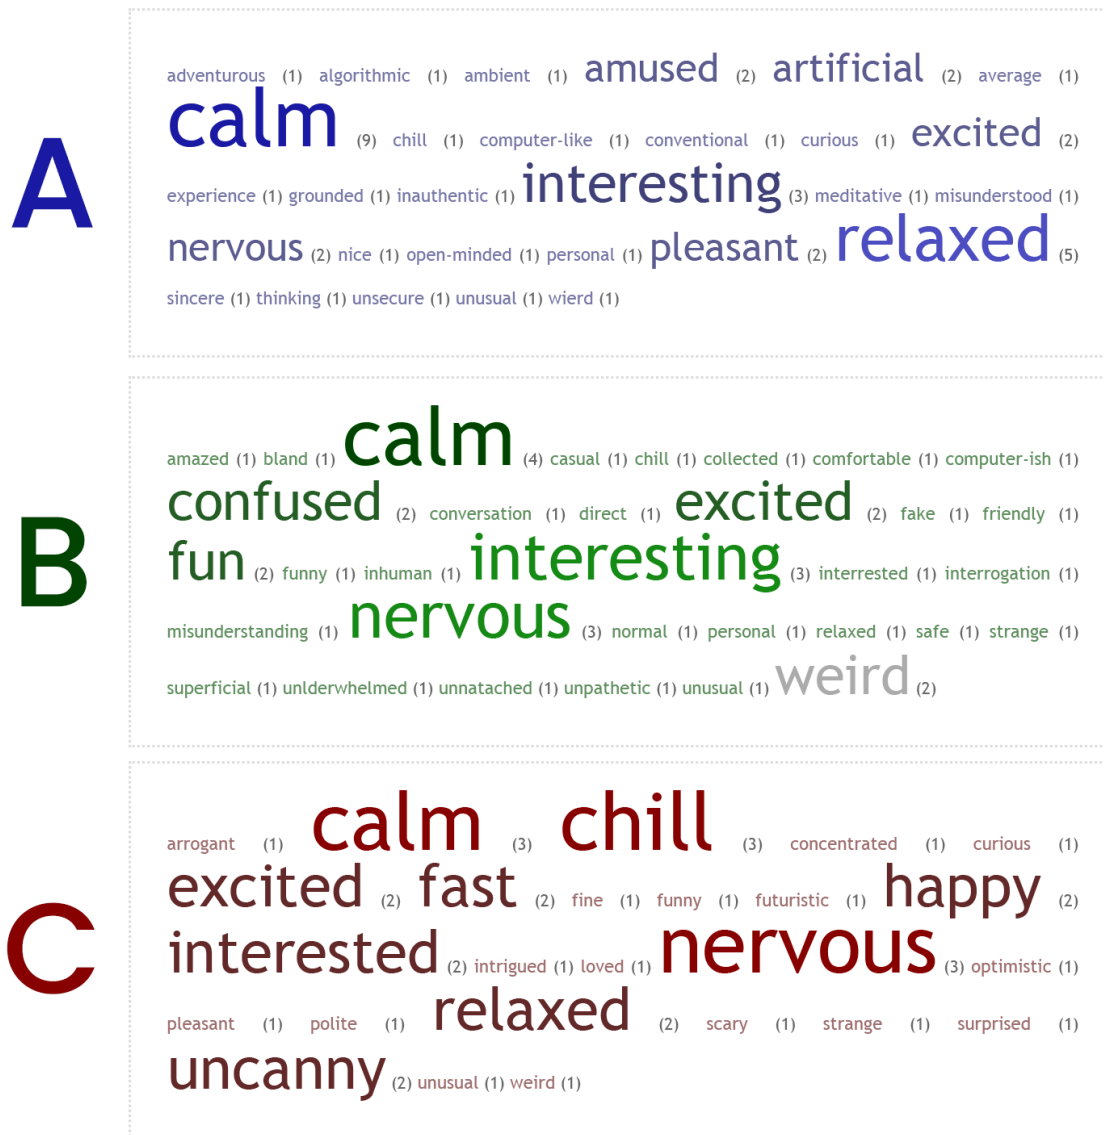 A
adventurous (1) algorithmic (1) ambient (1) amused (2) artificial (2) average (1)
calm (9) chill (1) computer-like (1) conventional (1) curious (1) excited (2)
experience (1) grounded (1) inauthentic (1) interesting (3) meditative (1) misunderstood (1)
nervous (2) nice (1) open-minded (1) personal (1) pleasant (2) relaxed (5)
sincere (1) thinking (1) unsecure (1) unusual (1) wierd (1)
B
amazed (1) bland (1) calm (4) casual (1) chill (1) collected (1) comfortable (1) computer-ish (1)
confused (2) conversation (1) direct (1) excited (2) fake (1) friendly (1)
fun (2) funny (1) inhuman (1) interesting (3) interrested (1) interrogation (1)
misunderstanding (1) nervous (3) normal (1) personal (1) relaxed (1) safe (1) strange (1)
superficial (1) unlderwhelmed (1) unnatached (1) unpathetic (1) unusual (1) weird (2)
C
arrogant (1) calm (3) chill (3) concentrated (1) curious (1)
excited (2) fast (2) fine (1) funny (1) futuristic (1) happy (2)
interested (2) intrigued (1) loved (1) nervous (3) optimistic (1)
pleasant (1) polite (1) relaxed (2) scary (1) strange (1) surprised (1)
uncanny (2) unusual (1) weird (1)